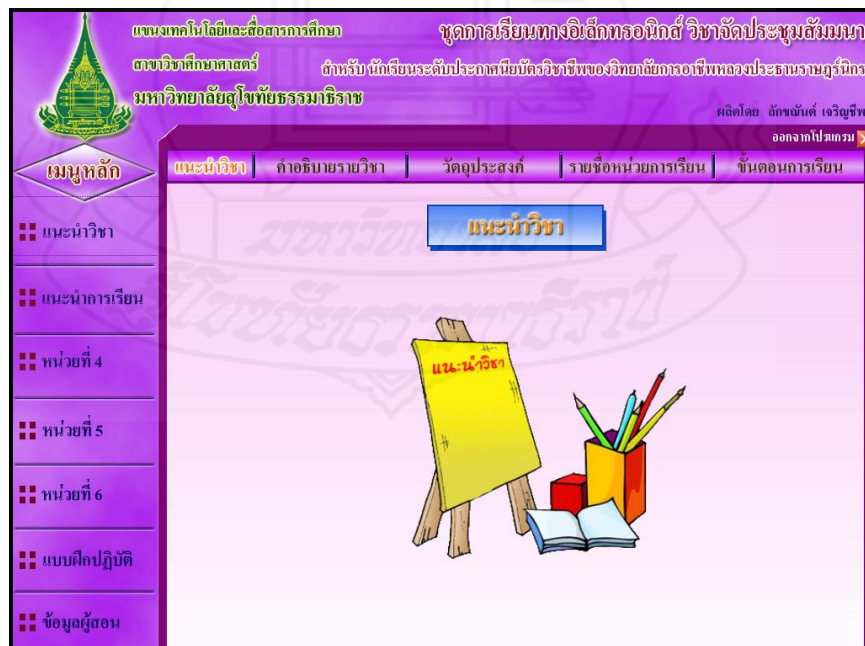 แขนงเทคโนโลยีและสื่อสารการศึกษา
สาขาวิชาศึกษาศาสตร์
มหาวิทยาลัยสุโขทัยธรรมาธิราช
ชุดการเรียนทางอิเล็กทรอนิกส์ วิชาจัดประชุมสัมมนา
สำหรับ นักเรียนระดับประกาศนียบัตรวิชาชีพของวิทยาลัยการอาชีพหลวงประธานราษฎร์นิกร
ผลิตโดย ลักขณันต์ เจริญชีพ
ออกจากโปรแกรม
เมนูหลัก
แนะนำวิชา
คำอธิบายรายวิชา
วัตถุประสงค์
รายชื่อหน่วยการเรียน
ขั้นตอนการเรียน
แนะนำวิชา
แนะนำวิชา
แนะนำวิชา
แนะนำการเรียน
หน่วยที่ 4
หน่วยที่ 5
หน่วยที่ 6
แบบฝึกปฏิบัติ
ข้อมูลผู้สอน